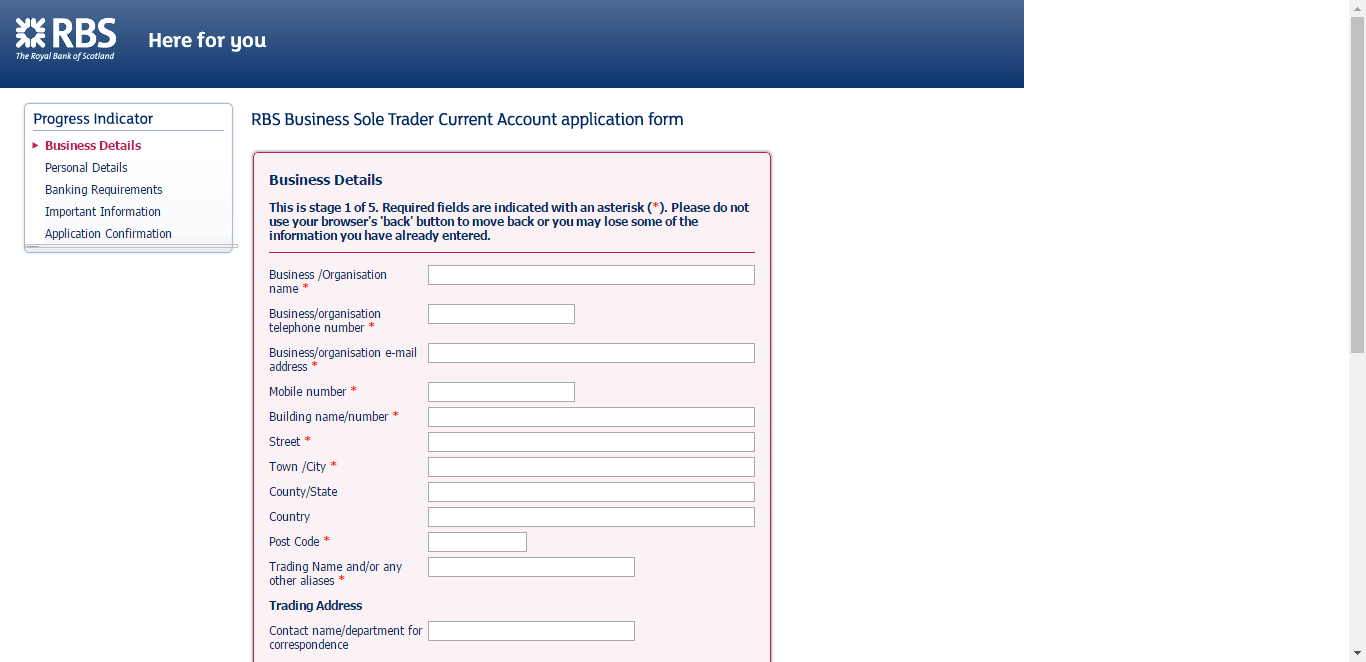 RBS
The Royal Bank of Scotland
Here for you
Progress Indicator
Business Details
Personal Details
Banking Requirements
Important Information
Application Confirmation
RBS Business Sole Trader Current Account application form
Business Details
This is stage 1 of 5. Required fields are indicated with an asterisk (*). Please do not
use your browser's 'back' button to move back or you may lose some of the
information you have already entered.
Business /Organisation
name *
Business/organisation
telephone number *
Business/organisation e-mail
address *
Mobile number *
Building name/number *
Street *
Town /City *
County/State
Country
Post Code *
Trading Name and/or any
other aliases *
Trading Address
Contact name/department for
correspondence